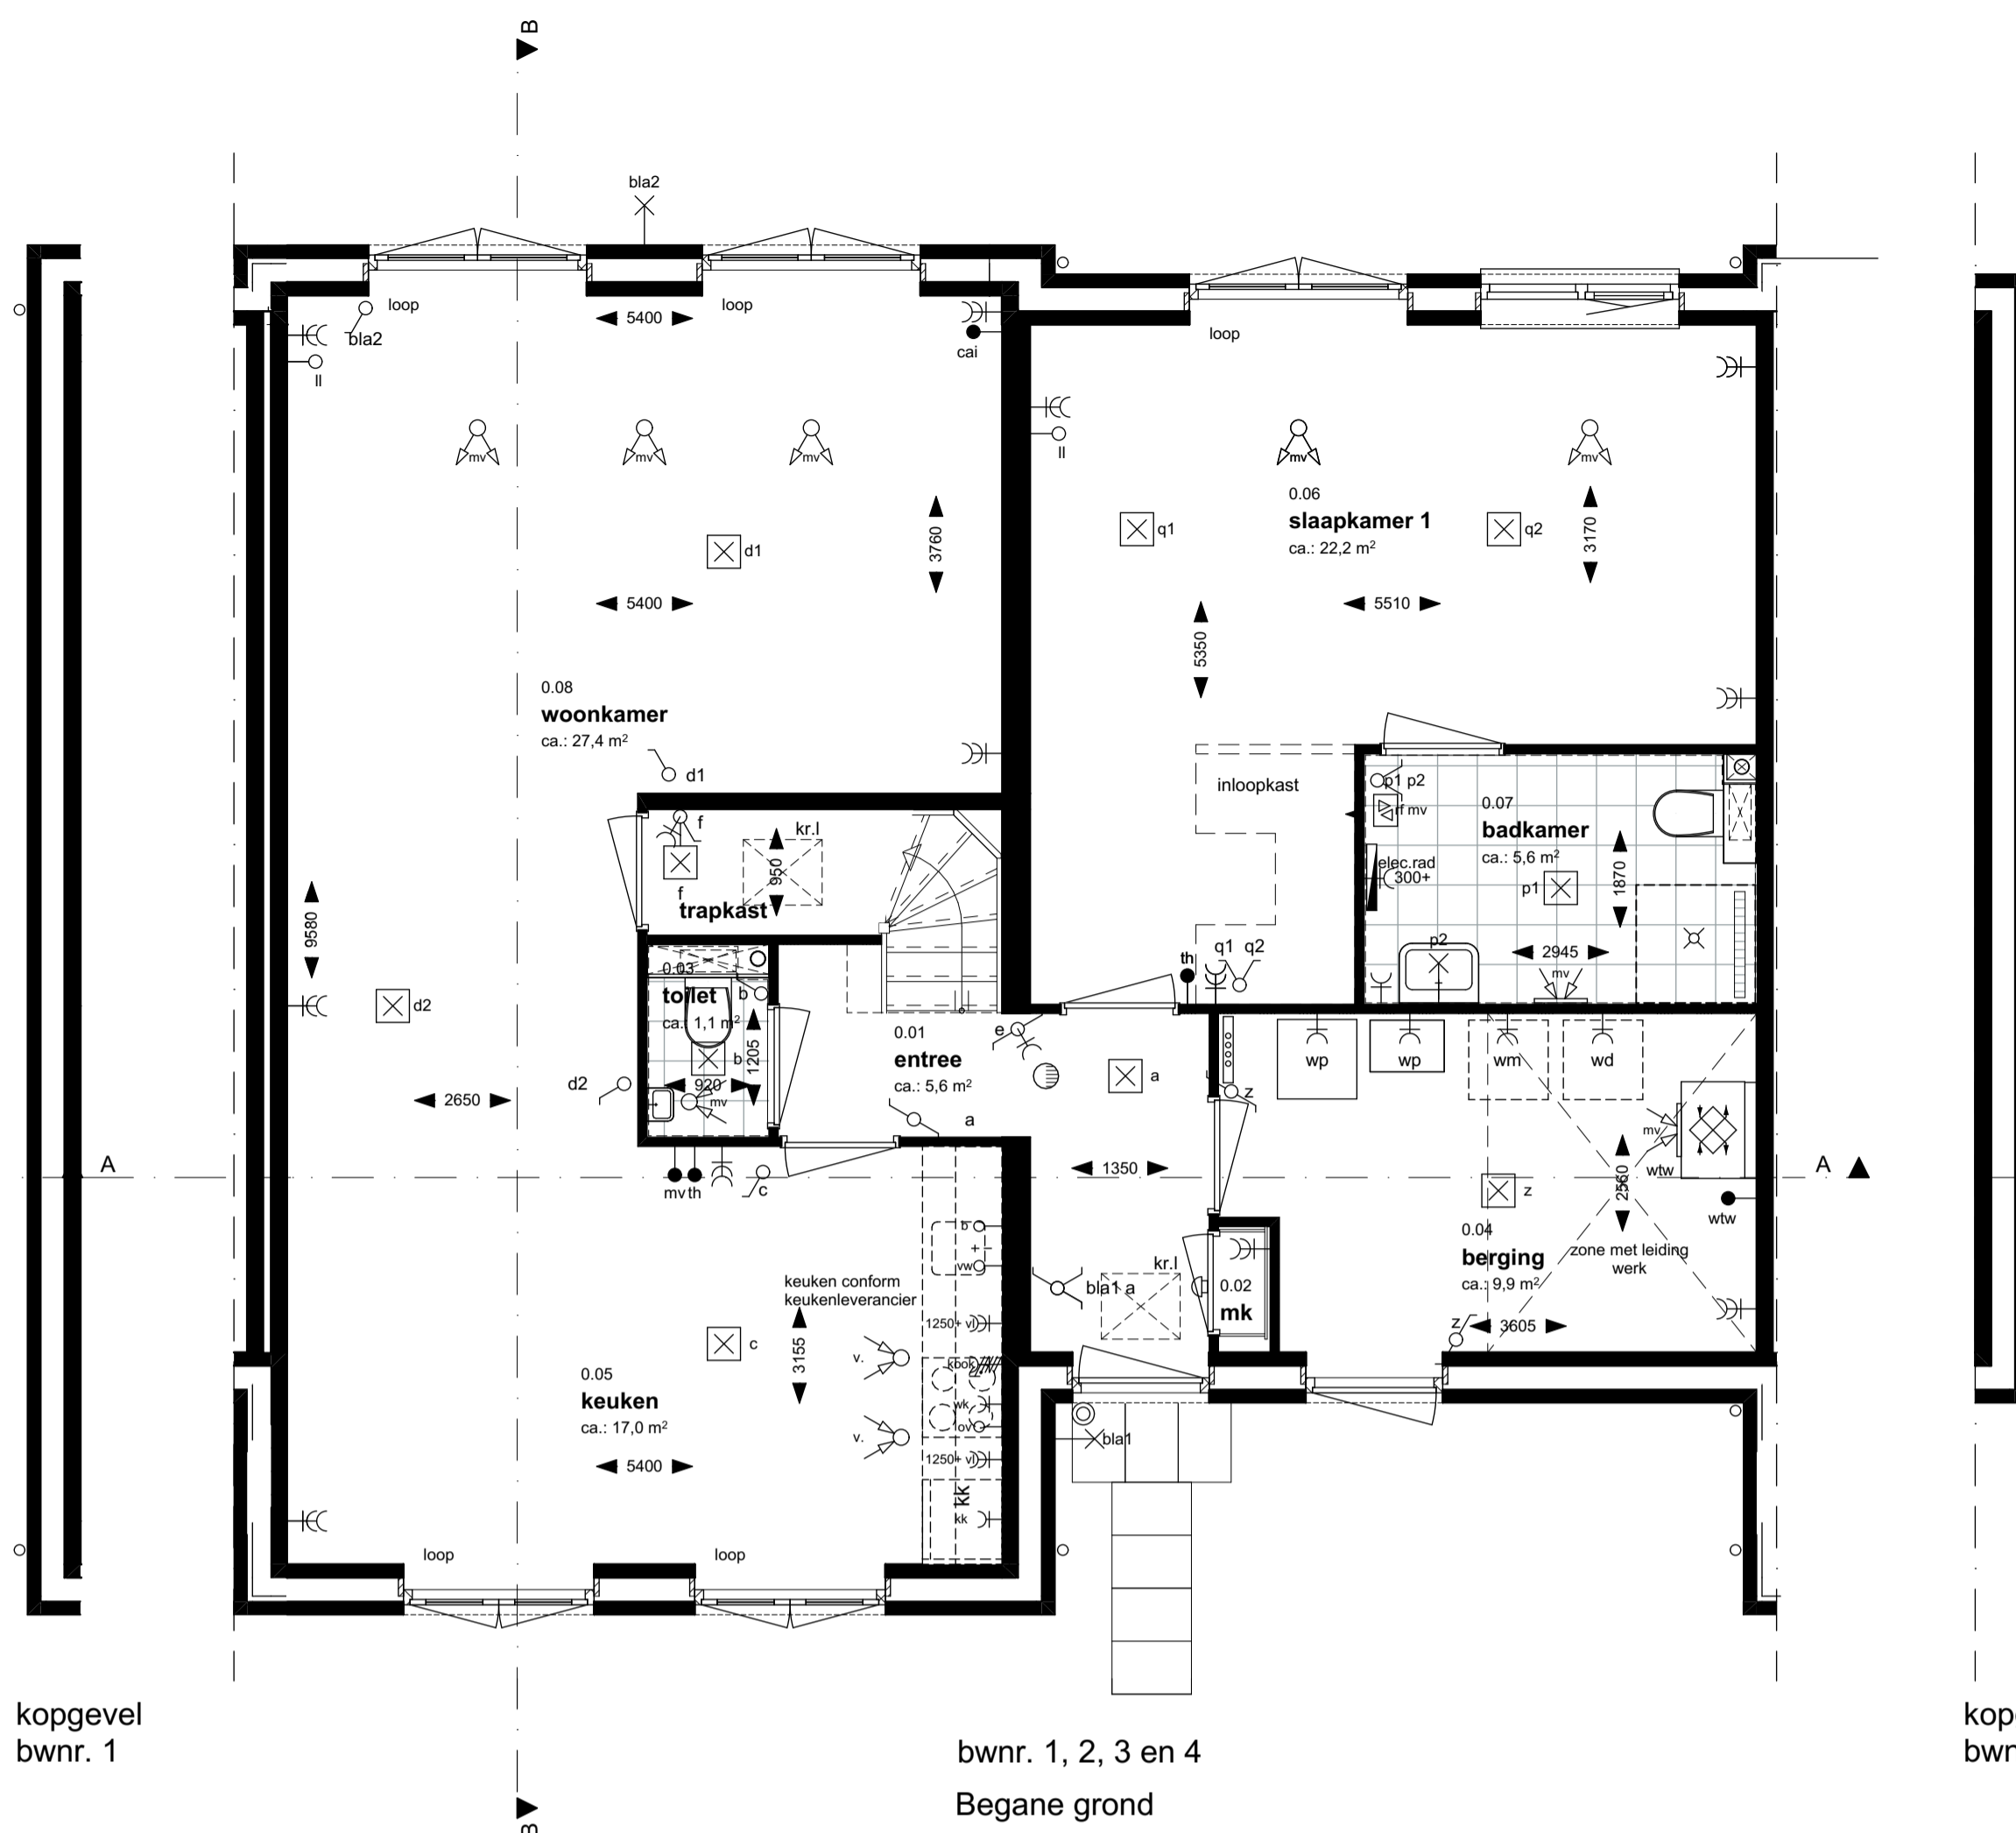 B
bla2
loop
loop
5400
bla2
ll
cai
loop
ll
mv
mv
mv
mv
mv
0.06
slaapkamer 1
ca.: 22,2 m²
q1
q2
3170
d1
3760
5400
5510
5350
0.08
woonkamer
ca.: 27,4 m²
d1
inloopkast
p1 p2
rf mv
0.07
badkamer
ca.: 5,6 m²
elec.rad
300+
p1
1870
p2
2945
mv
f
kr.l
950
f
trapkast
9580
q1 q2
th
0.03
toilet
ca.: 1,1 m²
b
b
1205
920
mv
d2
d2
2650
e
0.01
entree
ca.: 5,6 m²
a
a
z
wp
wp
wm
wd
mv
wtw
wtw
A
A
mv th
c
1350
z
2560
0.04
berging
ca.: 9,9 m²
zone met leiding
werk
z
3605
b
vw
keuken conform
keukenleverancier
1250+ vl
kr.l
bla1 a
0.02
mk
c
3155
v.
kook
wk
ov
v.
1250+ vl
kk
kk
0.05
keuken
ca.: 17,0 m²
5400
bla1
loop
loop
kopgevel
bwnr. 1
bwnr. 1, 2, 3 en 4
Begane grond
B